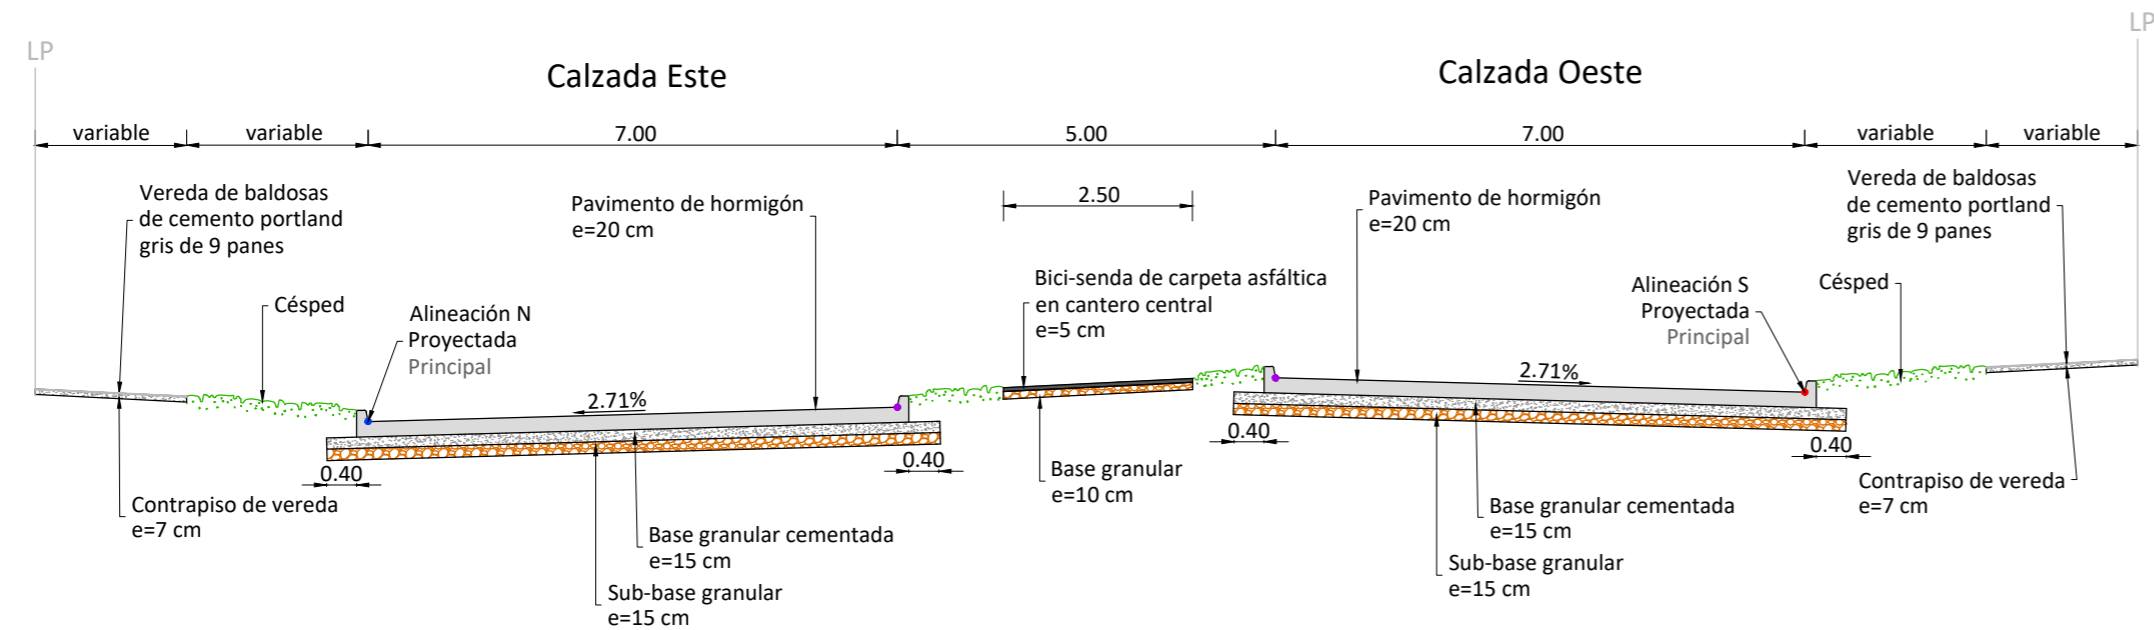 LP
LP
Calzada Este
Calzada Oeste
variable
variable
7.00
5.00
7.00
variable
variable
Vereda de baldosas
de cemento portland
gris de 9 panes
Césped
Alineación N
Proyectada
Principal
Pavimento de hormigón
e=20 cm
2.50
Bici-senda de carpeta asfáltica
en cantero central
e=5 cm
Pavimento de hormigón
e=20 cm
Alineación S
Proyectada
Principal
Vereda de baldosas
de cemento portland
gris de 9 panes
Césped
2.71%
2.71%
0.40
0.40
0.40
0.40
Contrapiso de vereda
e=7 cm
Base granular cementada
e=15 cm
Sub-base granular
e=15 cm
Base granular
e=10 cm
Base granular cementada
e=15 cm
Sub-base granular
e=15 cm
Contrapiso de vereda
e=7 cm